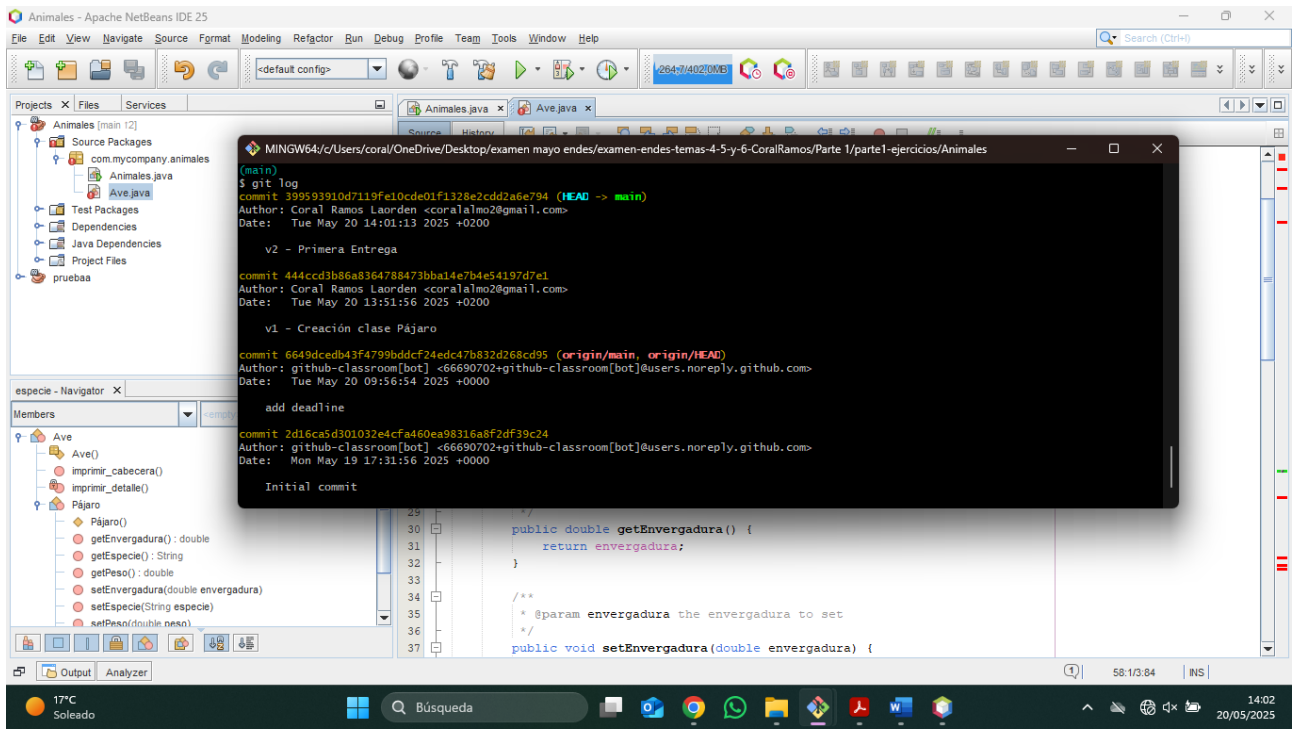 Animales - Apache NetBeans IDE 25
File Edit View Navigate Source Format Modeling Refactor Run Debug Profile Team Tools Window Help
Search (Ctrl+I)
<default config>
264,7/402,0MB
Projects Files Services
Animales.java Ave.java
Animales [main ↑2]
Source Packages
com.mycompany.animales
Animales.java
Ave.java
Test Packages
Dependencies
Java Dependencies
Project Files
pruebaa
Source History
MINGW64:/c/Users/coral/OneDrive/Desktop/examen mayo endes/examen-endes-temas-4-5-y-6-CoralRamos/Parte 1/parte1-ejercicios/Animales
(main)
$ git log
commit 399593910d7119fe10cde01f1328e2cdd2a6e794 (HEAD -> main)
Author: Coral Ramos Laorden <coralalmo2@gmail.com>
Date: Tue May 20 14:01:13 2025 +0200
v2 - Primera Entrega
commit 444ccd3b86a8364788473bba14e7b4e54197d7e1
Author: Coral Ramos Laorden <coralalmo2@gmail.com>
Date: Tue May 20 13:51:56 2025 +0200
v1 - Creación clase Pájaro
commit 6649dcedb43f4799bddcf24edc47b832d268cd95 (origin/main, origin/HEAD)
Author: github-classroom[bot] <66690702+github-classroom[bot]@users.noreply.github.com>
Date: Tue May 20 09:56:54 2025 +0000
add deadline
commit 2d16ca5d301032e4cfa460ea98316a8f2df39c24
Author: github-classroom[bot] <66690702+github-classroom[bot]@users.noreply.github.com>
Date: Mon May 19 17:31:56 2025 +0000
Initial commit
especie - Navigator
Members
<empty
Ave
Ave()
imprimir_cabecera()
imprimir_detalle()
Pájaro
Pájaro()
getEnvergadura() : double
getEspecie() : String
getPeso() : double
setEnvergadura(double envergadura)
setEspecie(String especie)
setPeso(double peso)
29 */
30 public double getEnvergadura() {
31 return envergadura;
32 }
33
34 /**
35 * @param envergadura the envergadura to set
36 */
37 public void setEnvergadura(double envergadura) {
Output Analyzer
1 58:1/3:84 INS
17°C
Soleado
Búsqueda
14:02
20/05/2025